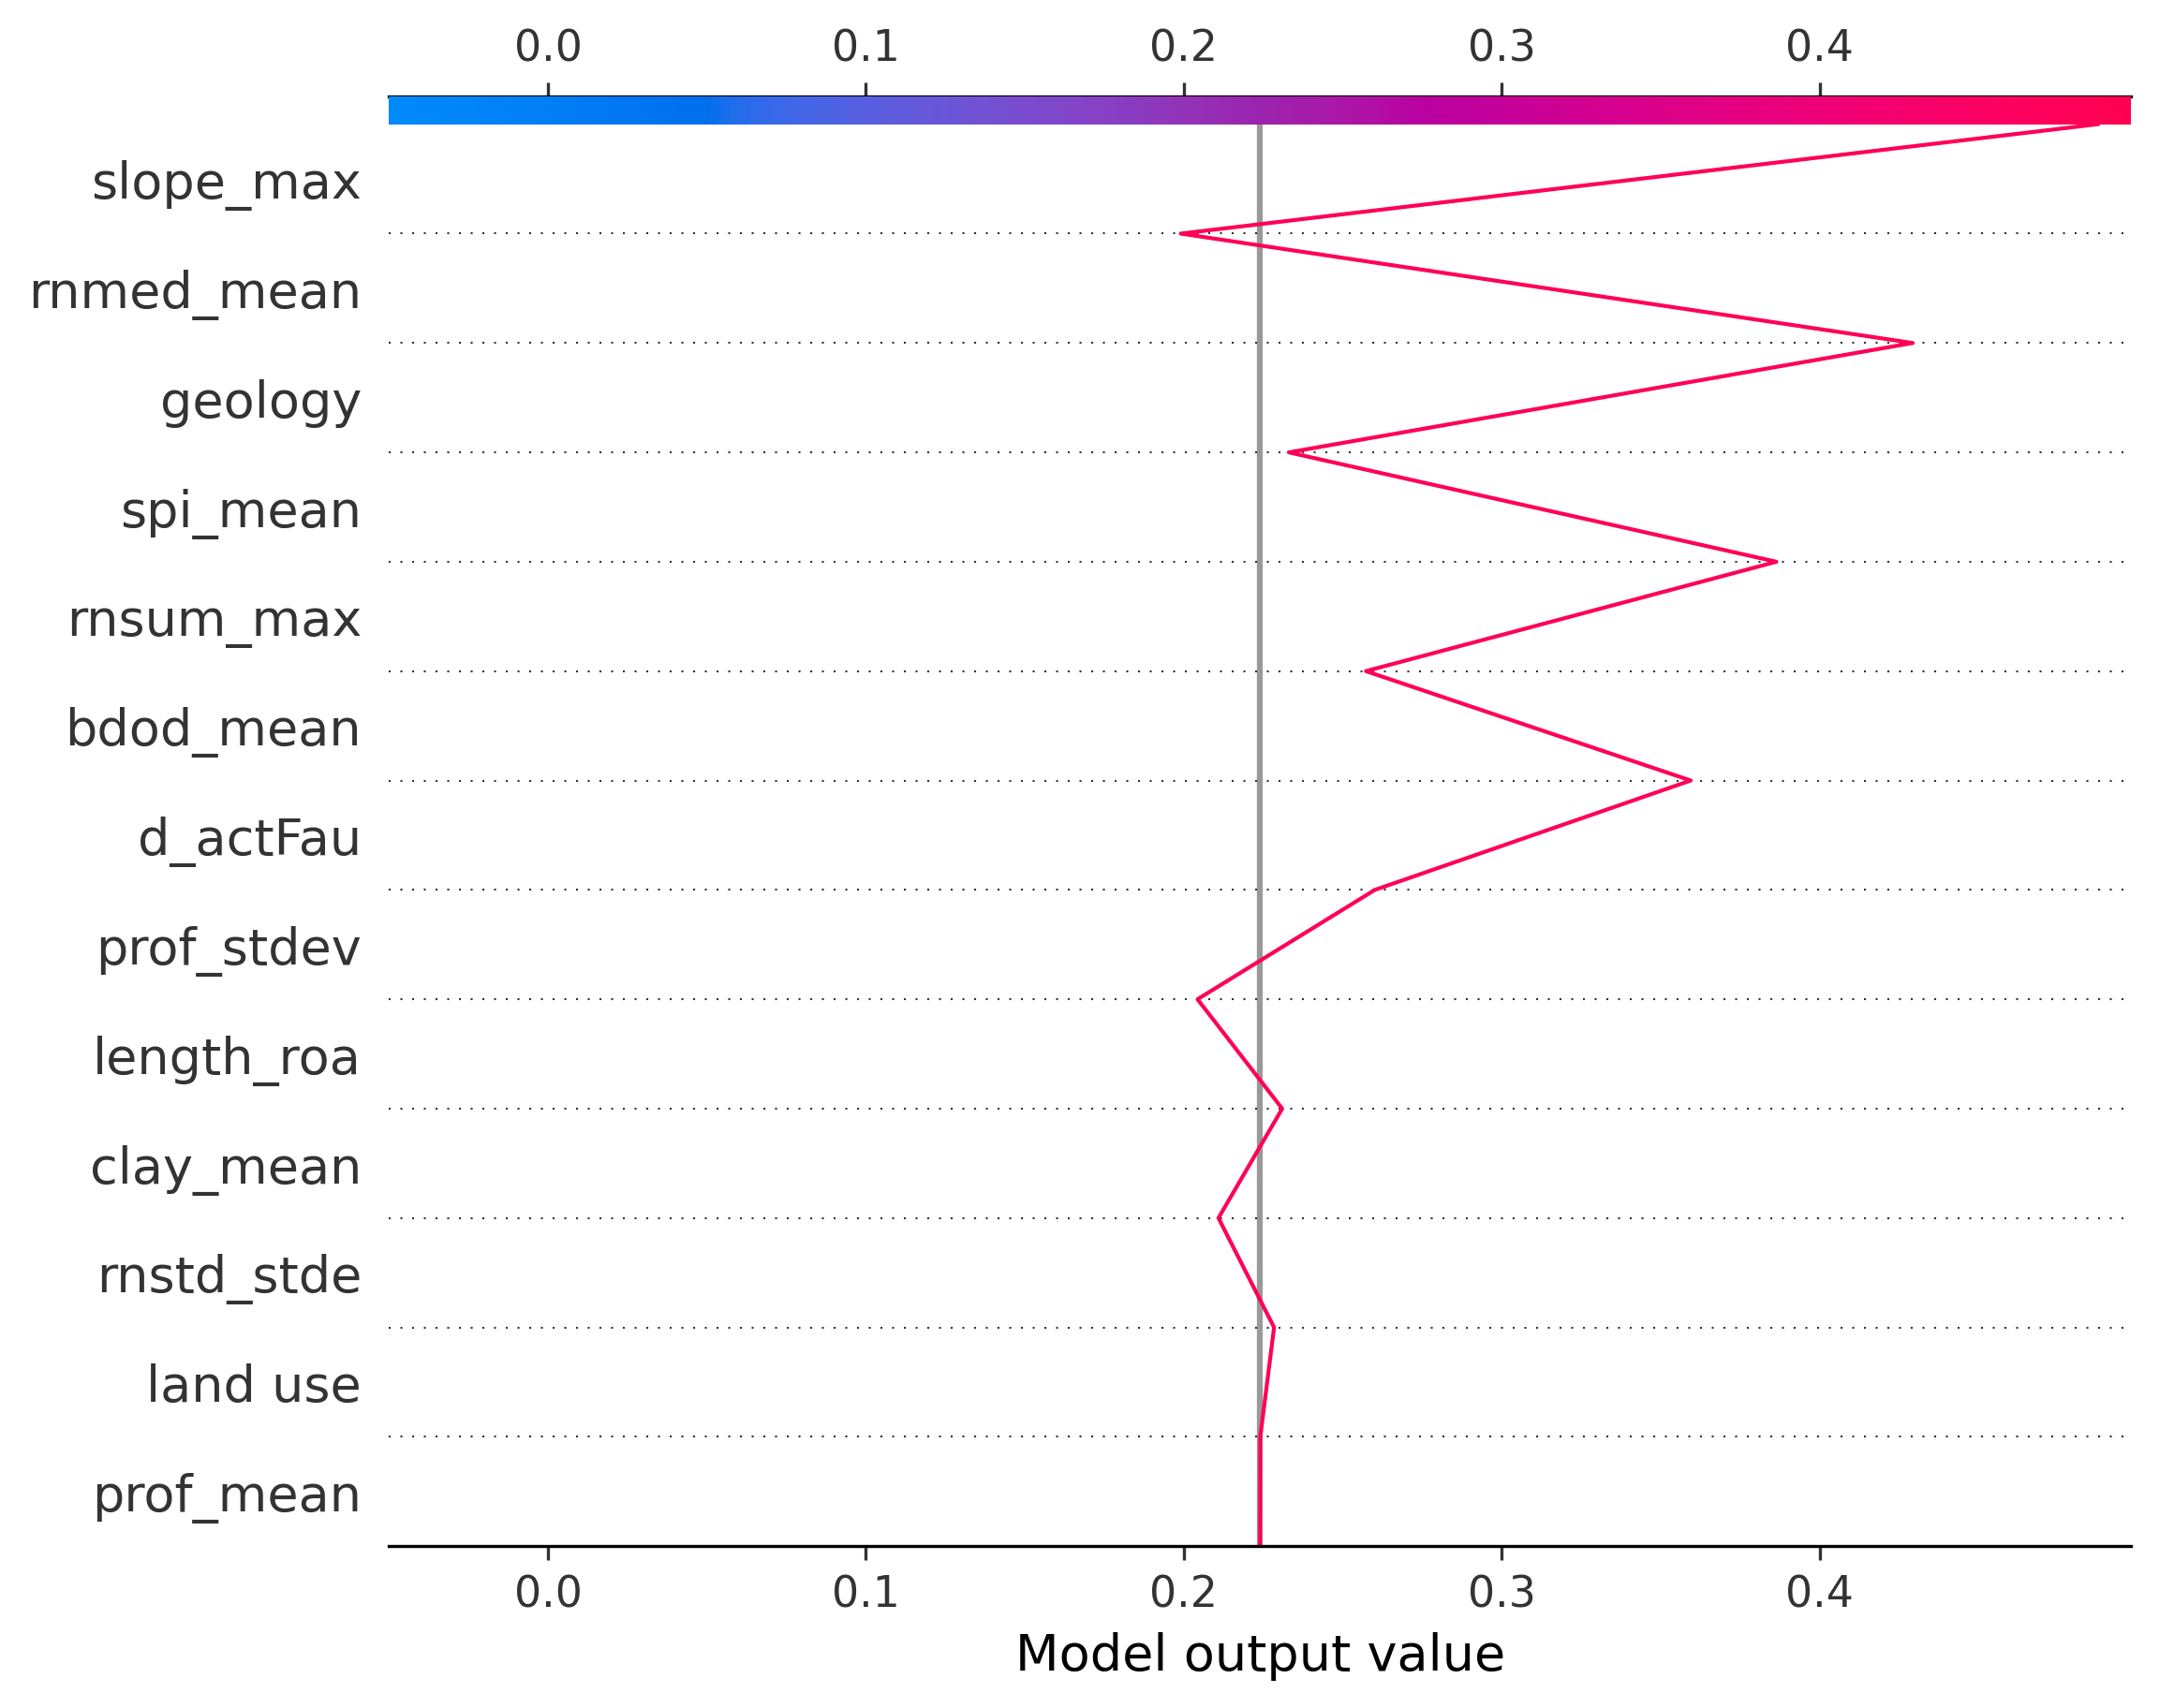 0.0 0.1 0.2 0.3 0.4
slope_max
rnmed_mean
geology
spi_mean
rnsum_max
bdod_mean
d_actFau
prof_stdev
length_roa
clay_mean
rnstd_stde
land use
prof_mean
0.0 0.1 0.2 0.3 0.4
Model output value